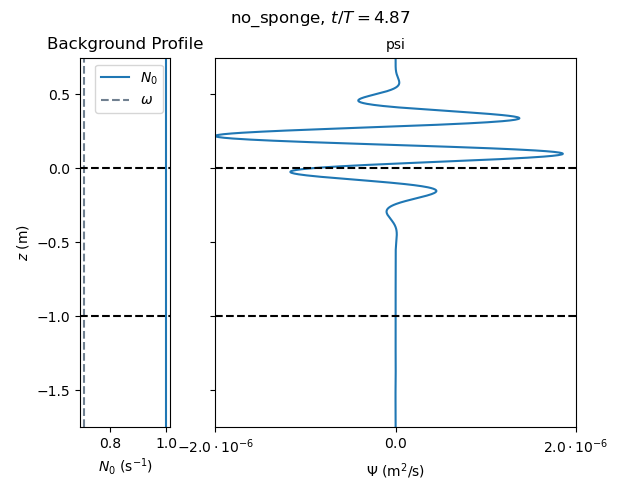 no_sponge, t/T = 4.87
Background Profile
psi
N₀
ω
z (m)
0.5
0.0
−0.5
−1.0
−1.5
0.8
1.0
−2.0 · 10⁻⁶
0.0
2.0 · 10⁻⁶
N₀ (s⁻¹)
Ψ (m²/s)